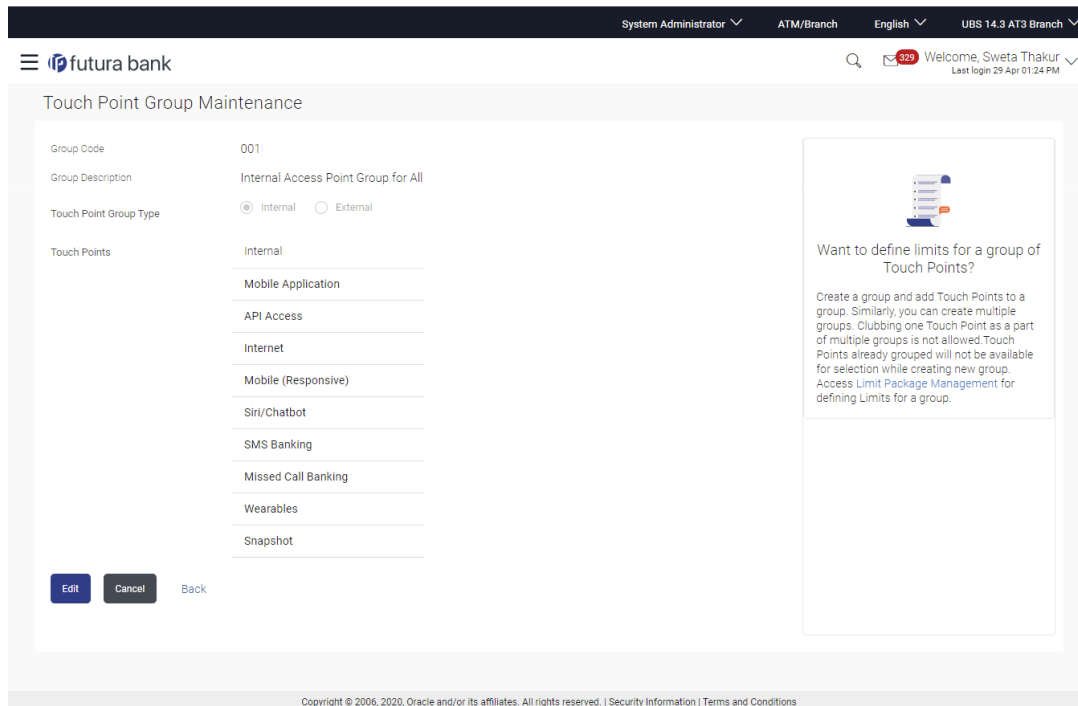 System Administrator ATM/Branch English UBS 14.3 AT3 Branch
futura bank
329
Welcome, Sweta Thakur
Last login 29 Apr 01:24 PM
Touch Point Group Maintenance
Group Code 001
Group Description Internal Access Point Group for All
Touch Point Group Type Internal External
Touch Points Internal
Mobile Application
API Access
Internet
Mobile (Responsive)
Siri/Chatbot
SMS Banking
Missed Call Banking
Wearables
Snapshot
Edit Cancel Back
Want to define limits for a group of
Touch Points?
Create a group and add Touch Points to a
group. Similarly, you can create multiple
groups. Clubbing one Touch Point as a part
of multiple groups is not allowed.Touch
Points already grouped will not be available
for selection while creating new group.
Access Limit Package Management for
defining Limits for a group.
Copyright © 2006, 2020, Oracle and/or its affiliates. All rights reserved. | Security Information | Terms and Conditions